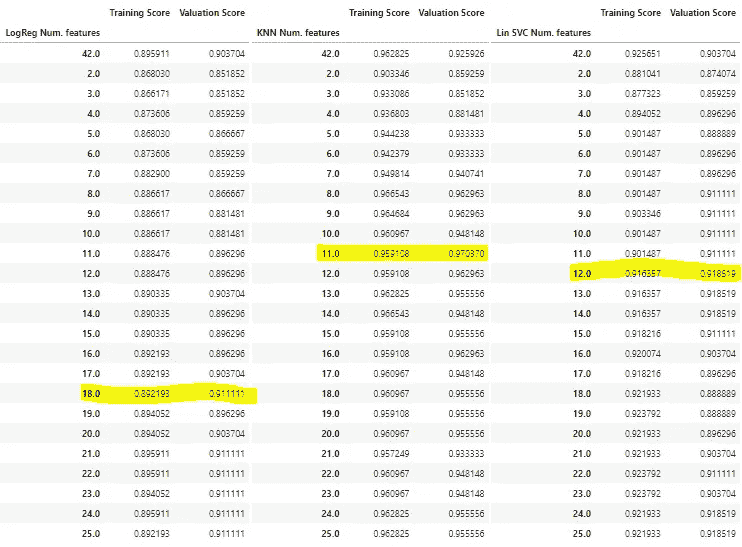 Training Score Valuation Score Training Score Valuation Score Training Score Valuation Score
LogReg Num. features KNN Num. features Lin SVC Num. features
42.0 0.895911 0.903704 42.0 0.962825 0.925926 42.0 0.925651 0.903704
2.0 0.868030 0.851852 2.0 0.903346 0.859259 2.0 0.881041 0.874074
3.0 0.866171 0.851852 3.0 0.933086 0.851852 3.0 0.877323 0.859259
4.0 0.873606 0.859259 4.0 0.936803 0.881481 4.0 0.894052 0.896296
5.0 0.868030 0.866667 5.0 0.944238 0.933333 5.0 0.901487 0.888889
6.0 0.873606 0.859259 6.0 0.942379 0.933333 6.0 0.901487 0.896296
7.0 0.882900 0.859259 7.0 0.949814 0.940741 7.0 0.901487 0.896296
8.0 0.886617 0.866667 8.0 0.966543 0.962963 8.0 0.901487 0.911111
9.0 0.886617 0.881481 9.0 0.964684 0.962963 9.0 0.903346 0.911111
10.0 0.886617 0.881481 10.0 0.960967 0.948148 10.0 0.901487 0.911111
11.0 0.888476 0.896296 11.0 0.959108 0.970370 11.0 0.901487 0.911111
12.0 0.888476 0.896296 12.0 0.959108 0.962963 12.0 0.916357 0.918519
13.0 0.890335 0.903704 13.0 0.962825 0.955556 13.0 0.916357 0.918519
14.0 0.890335 0.896296 14.0 0.966543 0.948148 14.0 0.916357 0.918519
15.0 0.890335 0.896296 15.0 0.959108 0.955556 15.0 0.918216 0.911111
16.0 0.892193 0.896296 16.0 0.959108 0.962963 16.0 0.920074 0.903704
17.0 0.892193 0.903704 17.0 0.960967 0.948148 17.0 0.918216 0.896296
18.0 0.892193 0.911111 18.0 0.960967 0.955556 18.0 0.921933 0.888889
19.0 0.894052 0.896296 19.0 0.959108 0.955556 19.0 0.923792 0.888889
20.0 0.894052 0.903704 20.0 0.960967 0.955556 20.0 0.921933 0.896296
21.0 0.895911 0.911111 21.0 0.957249 0.933333 21.0 0.921933 0.903704
22.0 0.895911 0.911111 22.0 0.960967 0.948148 22.0 0.923792 0.911111
23.0 0.894052 0.911111 23.0 0.960967 0.948148 23.0 0.923792 0.903704
24.0 0.895911 0.911111 24.0 0.962825 0.955556 24.0 0.921933 0.918519
25.0 0.892193 0.911111 25.0 0.962825 0.955556 25.0 0.921933 0.918519